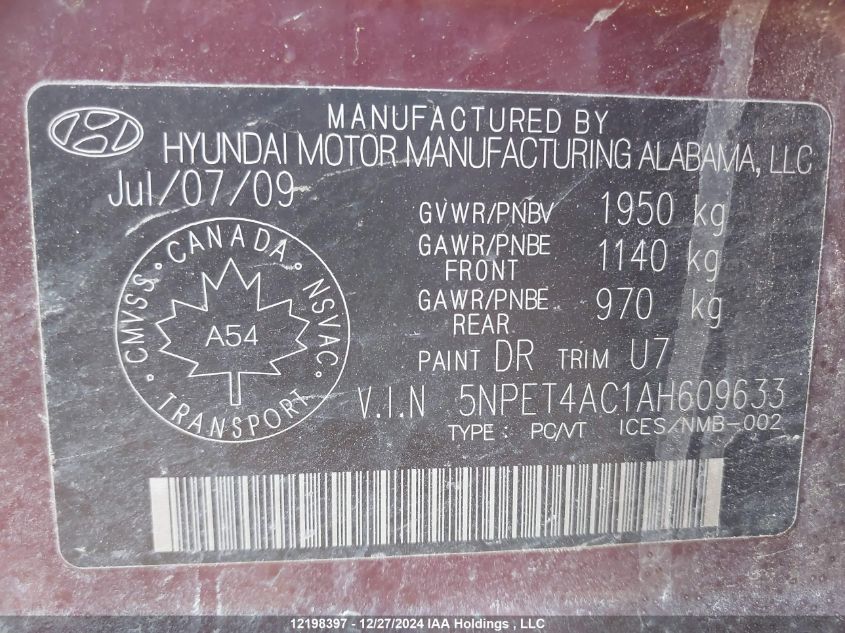 MANUFACTURED BY
HYUNDAI MOTOR MANUFACTURING ALABAMA, LLC
Jul/07/09
GVWR/PNBV 1950 kg
GAWR/PNBE FRONT 1140 kg
GAWR/PNBE REAR 970 kg
PAINT DR TRIM U7
V.I.N 5NPET4AC1AH609633
TYPE : PC/VT ICES/NMB-002
CANADA
CMVSS · NSVAC
A54
TRANSPORT
12198397 - 12/27/2024 IAA Holdings , LLC